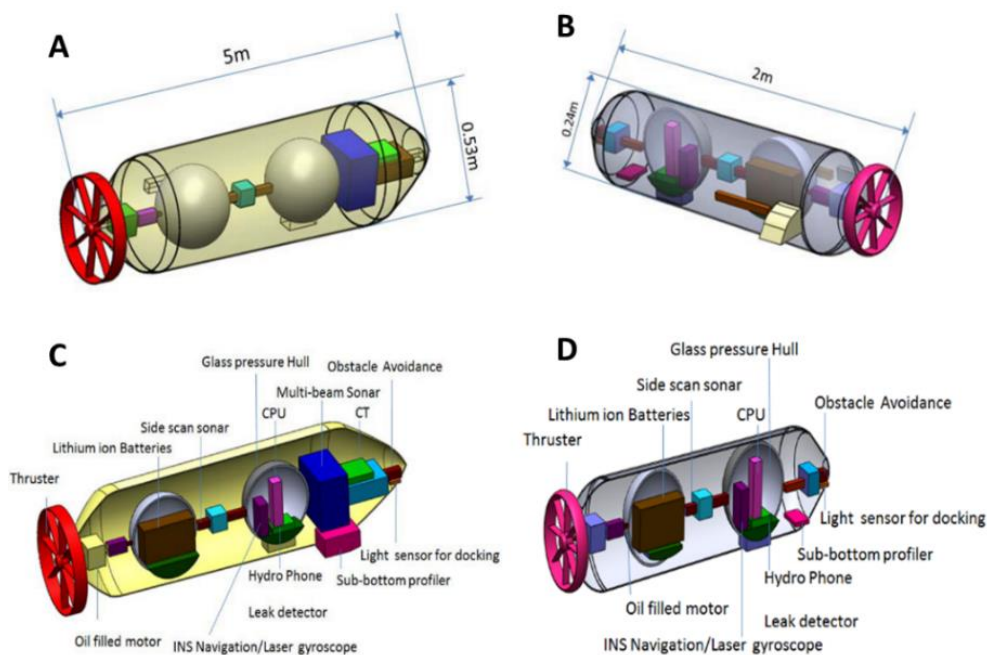 A
5m
0.53m
B
2m
0.24m
C
Glass pressure Hull
Obstacle Avoidance
Multi-beam Sonar
CPU
CT
Side scan sonar
Lithium ion Batteries
Thruster
Light sensor for docking
Sub-bottom profiler
Hydro Phone
Leak detector
Oil filled motor
INS Navigation/Laser gyroscope
D
Glass pressure Hull
Side scan sonar
Obstacle Avoidance
Lithium ion Batteries
CPU
Thruster
Light sensor for docking
Sub-bottom profiler
Hydro Phone
Oil filled motor
Leak detector
INS Navigation/Laser gyroscope